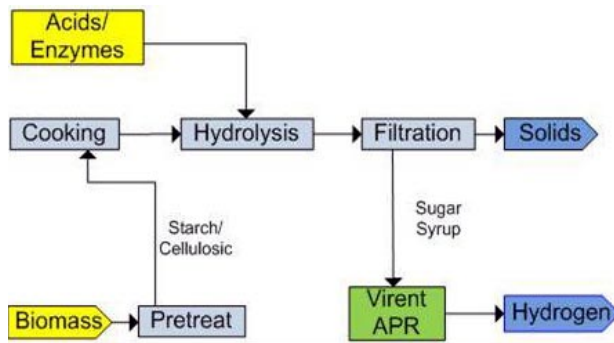 Acids/
Enzymes
Cooking
Hydrolysis
Filtration
Solids
Starch/
Cellulosic
Sugar
Syrup
Biomass
Pretreat
Virent
APR
Hydrogen